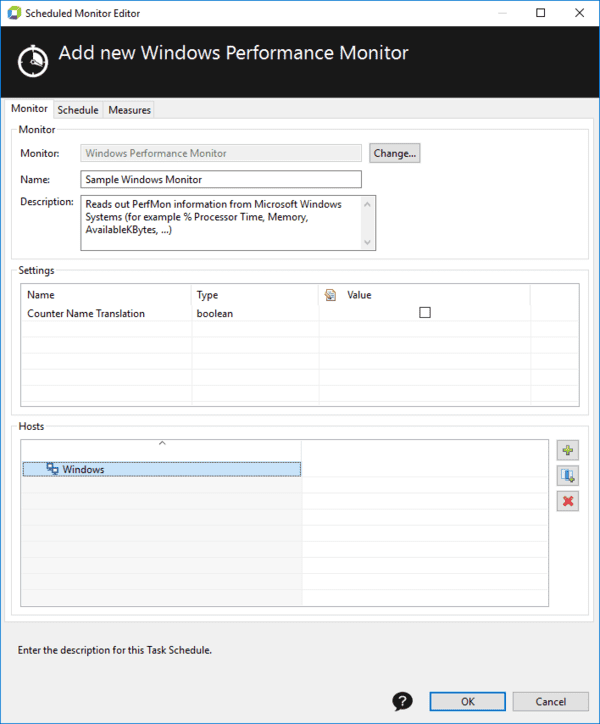 Scheduled Monitor Editor
Add new Windows Performance Monitor
Monitor Schedule Measures
Monitor
Monitor: Windows Performance Monitor Change...
Name: Sample Windows Monitor
Description: Reads out PerfMon information from Microsoft Windows
Systems (for example % Processor Time, Memory,
AvailableKBytes, ...)
Settings
Name Type Value
Counter Name Translation boolean
Hosts
Windows
Enter the description for this Task Schedule.
? OK Cancel